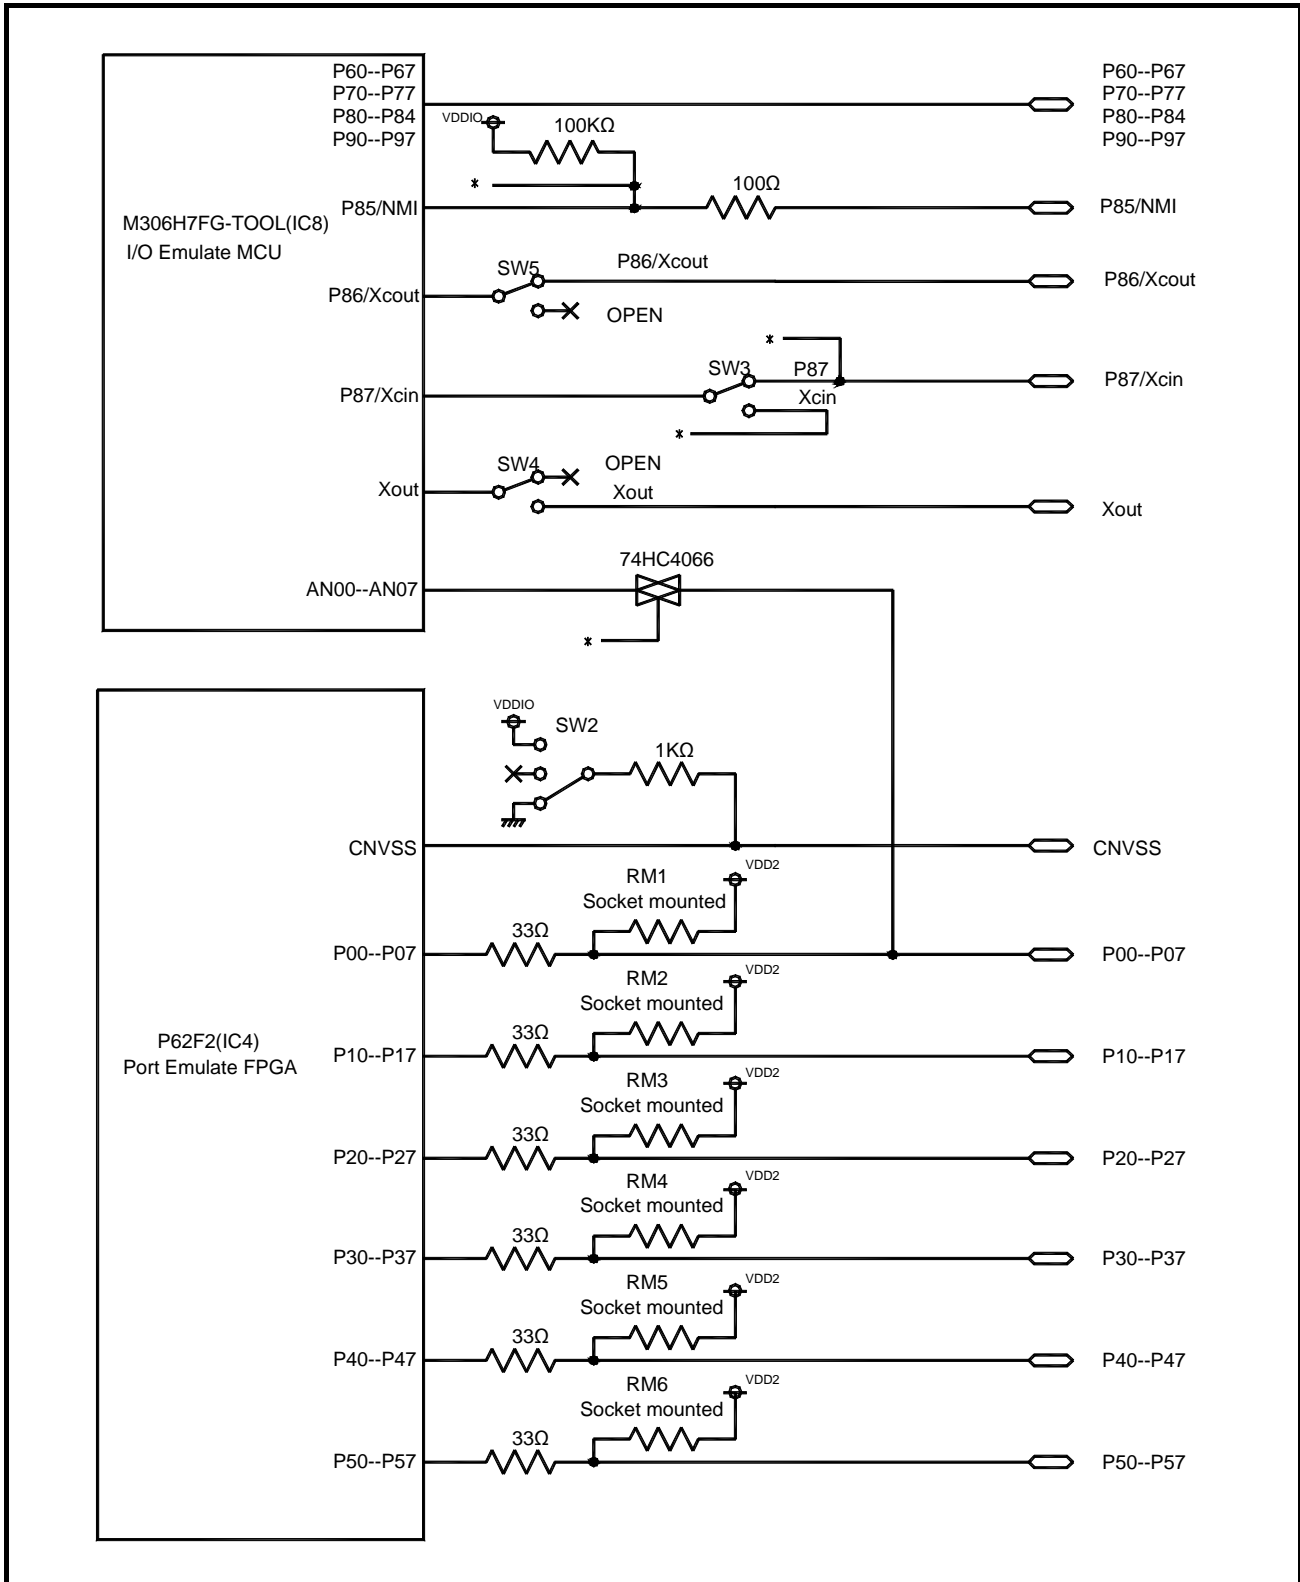 P60--P67
P70--P77
P80--P84
P90--P97
P60--P67
P70--P77
P80--P84
P90--P97
VDDIO
100KΩ
*
100Ω
M306H7FG-TOOL(IC8)
I/O Emulate MCU
P85/NMI
P85/NMI
SW5
P86/Xcout
P86/Xcout
P86/Xcout
OPEN
*
SW3
P87
P87/Xcin
P87/Xcin
Xcin
*
SW4
OPEN
Xout
Xout
Xout
74HC4066
AN00--AN07
*
VDDIO
SW2
1KΩ
CNVSS
CNVSS
RM1
VDD2
Socket mounted
33Ω
P00--P07
P00--P07
RM2
VDD2
Socket mounted
33Ω
P62F2(IC4)
Port Emulate FPGA
P10--P17
P10--P17
RM3
VDD2
Socket mounted
33Ω
P20--P27
P20--P27
RM4
VDD2
Socket mounted
33Ω
P30--P37
P30--P37
RM5
VDD2
Socket mounted
33Ω
P40--P47
P40--P47
RM6
VDD2
Socket mounted
33Ω
P50--P57
P50--P57